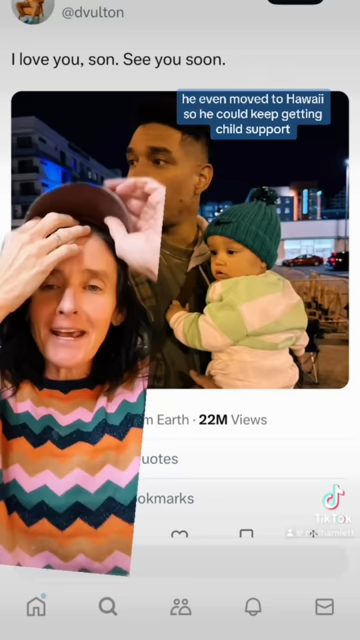 @dvulton
I love you, son. See you soon.
he even moved to Hawaii
so he could keep getting
child support
m Earth · 22M Views
uotes
okmarks
TikTok